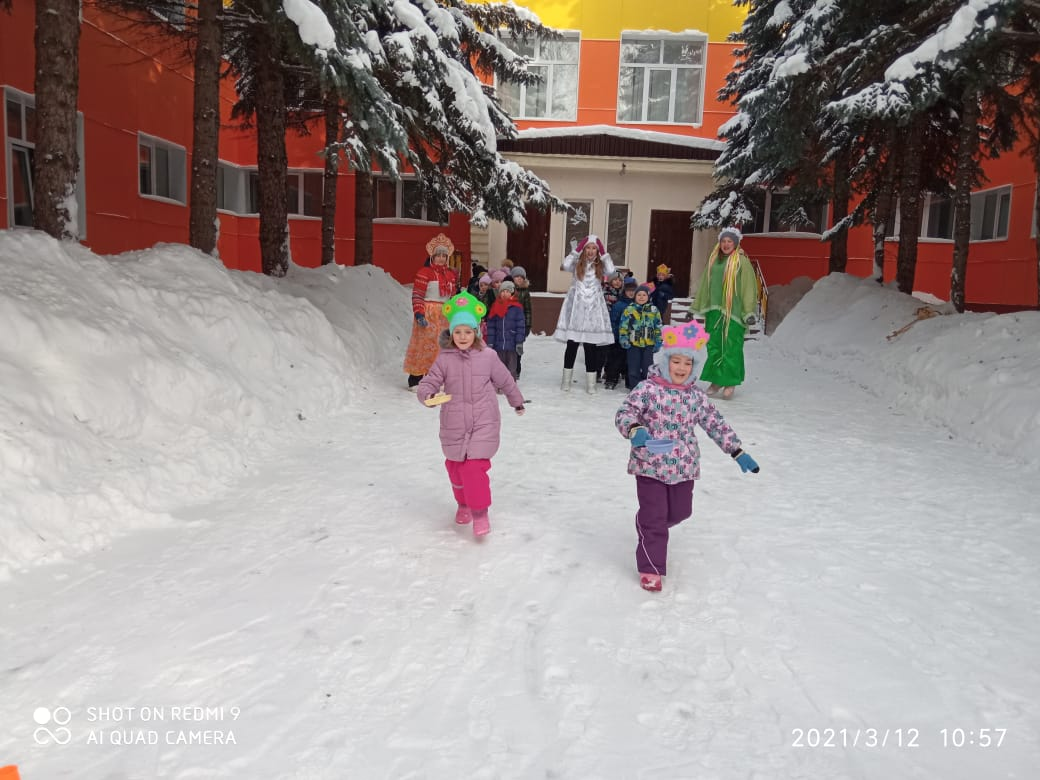 SHOT ON REDMI 9
AI QUAD CAMERA
2021/3/12 10:57